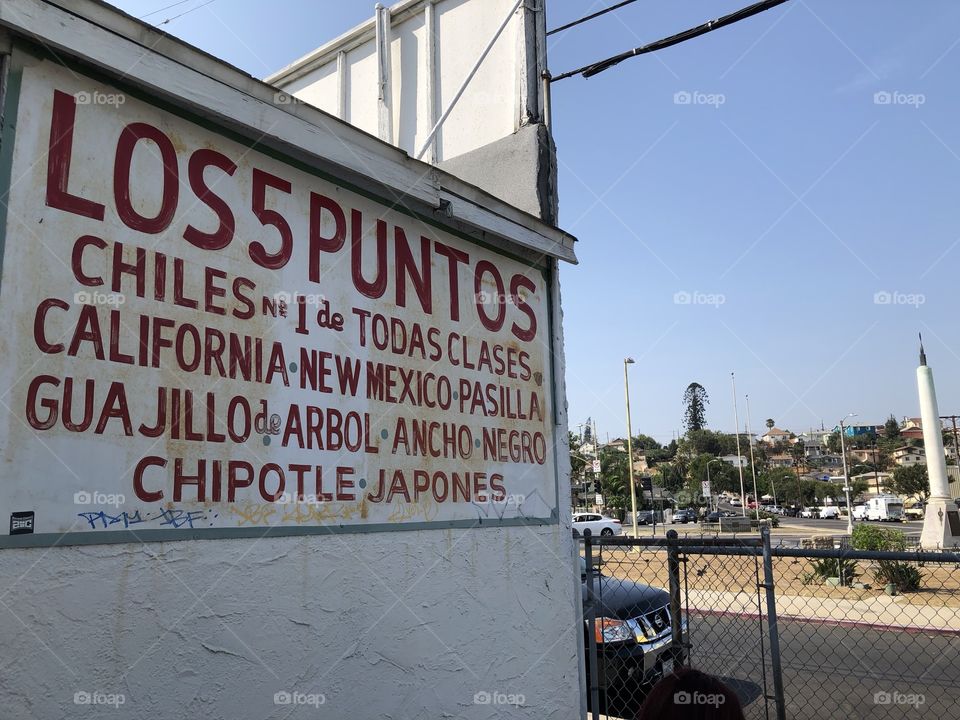 LOS 5 PUNTOS
CHILES Nº 1 de TODAS CLASES
CALIFORNIA • NEW MEXICO • PASILLA
GUAJILLO • de ARBOL • ANCHO • NEGRO
CHIPOTLE • JAPONES
foap